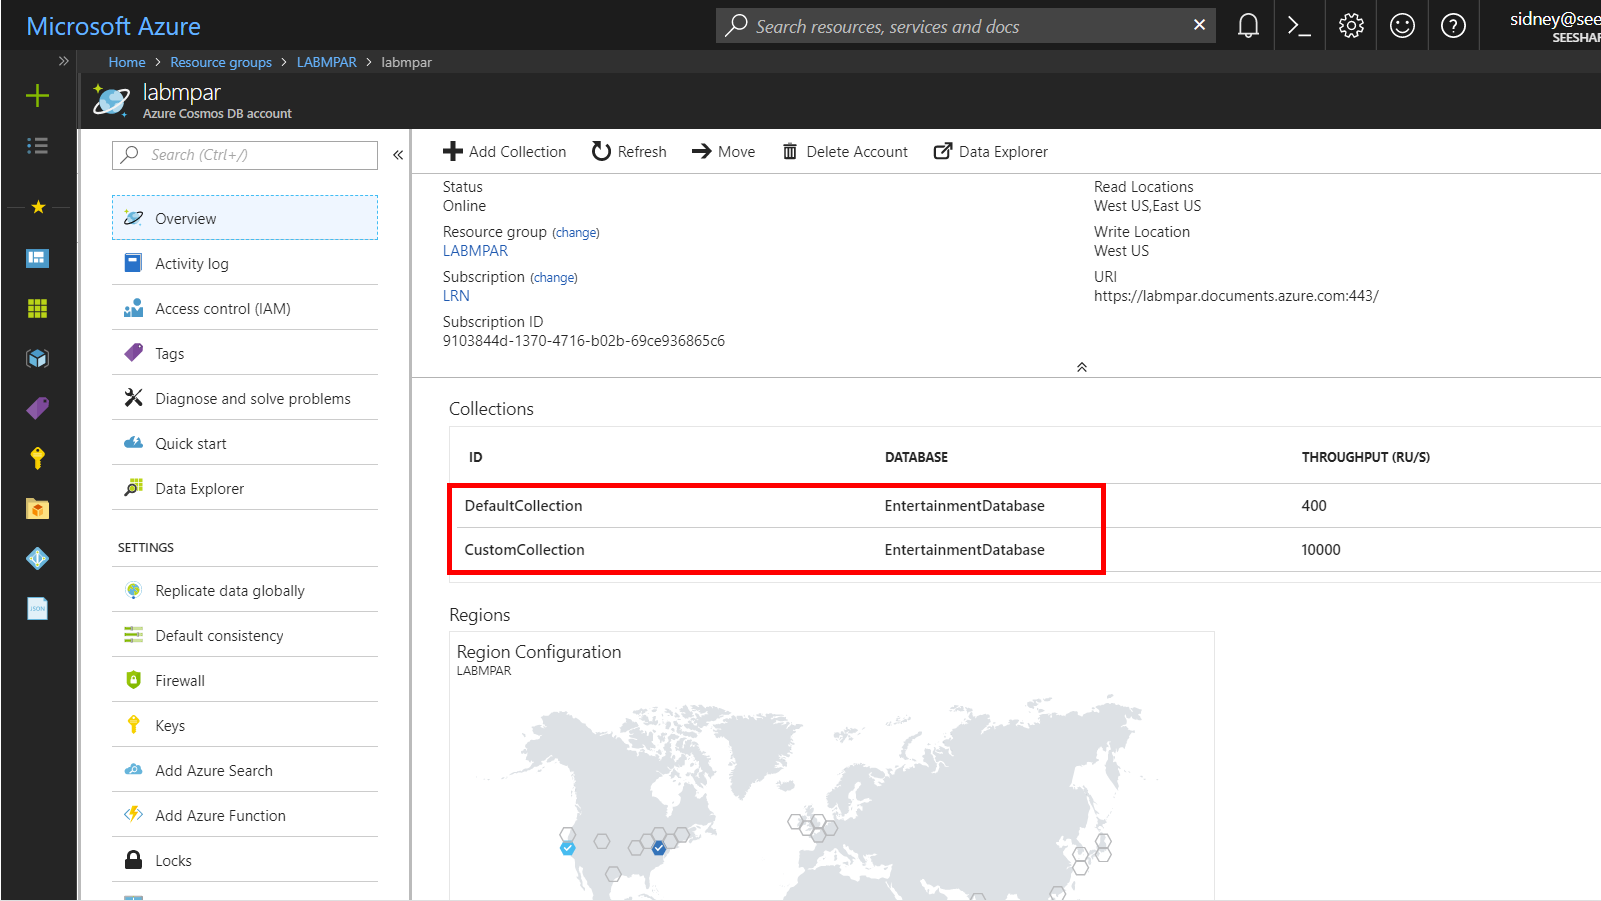 Microsoft Azure
Search resources, services and docs
sidney@see
SEESHAR
Home > Resource groups > LABMPAR > labmpar
labmpar
Azure Cosmos DB account
Search (Ctrl+/)
Overview
Activity log
Access control (IAM)
Tags
Diagnose and solve problems
Quick start
Data Explorer
SETTINGS
Replicate data globally
Default consistency
Firewall
Keys
Add Azure Search
Add Azure Function
Locks
Add Collection Refresh Move Delete Account Data Explorer
Status
Online
Resource group (change)
LABMPAR
Subscription (change)
LRN
Subscription ID
9103844d-1370-4716-b02b-69ce936865c6
Read Locations
West US,East US
Write Location
West US
URI
https://labmpar.documents.azure.com:443/
Collections
ID DATABASE THROUGHPUT (RU/S)
DefaultCollection EntertainmentDatabase 400
CustomCollection EntertainmentDatabase 10000
Regions
Region Configuration
LABMPAR
JSON